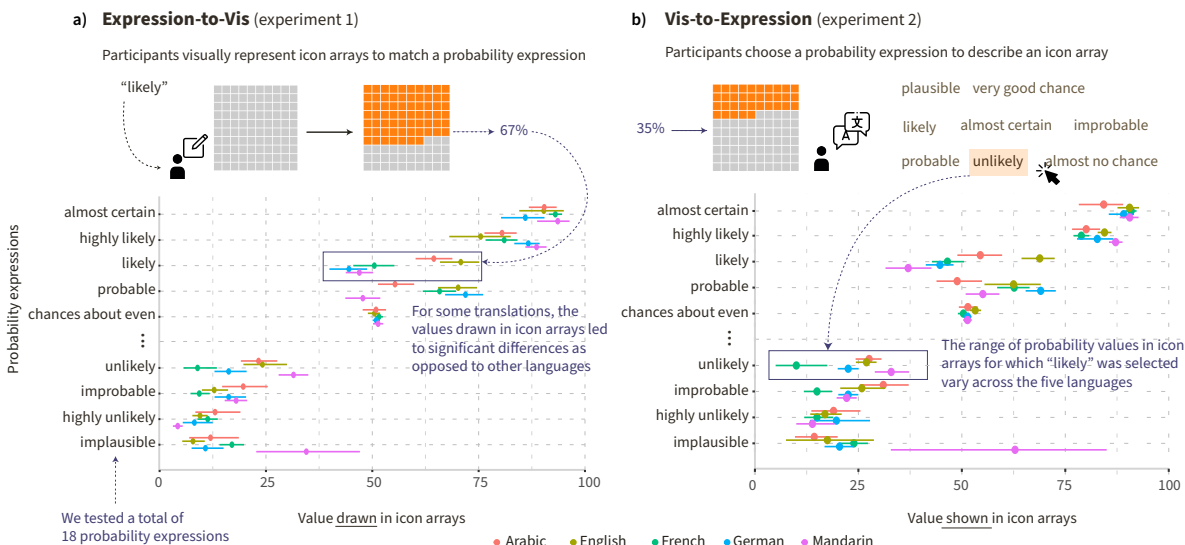 a) Expression-to-Vis (experiment 1)
Participants visually represent icon arrays to match a probability expression
“likely”
67%
Probability expressions
almost certain
highly likely
likely
probable
chances about even
⋮
unlikely
improbable
highly unlikely
implausible
For some translations, the
values drawn in icon arrays led
to significant differences as
opposed to other languages
0 25 50 75 100
We tested a total of
18 probability expressions
Value drawn in icon arrays
b) Vis-to-Expression (experiment 2)
Participants choose a probability expression to describe an icon array
35%
A 文
plausible very good chance
likely almost certain improbable
probable unlikely almost no chance
almost certain
highly likely
likely
probable
chances about even
⋮
unlikely
improbable
highly unlikely
implausible
The range of probability values in icon
arrays for which “likely” was selected
vary across the five languages
0 25 50 75 100
Value shown in icon arrays
Arabic English French German Mandarin